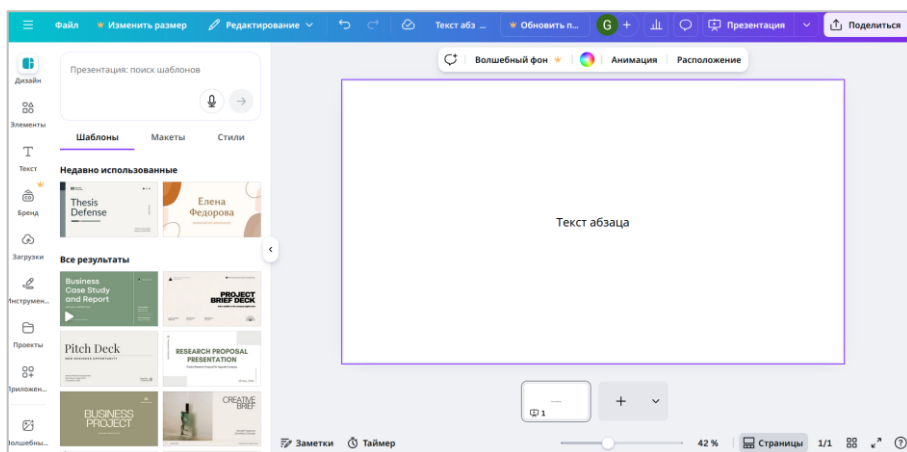 Файл
Изменить размер
Редактирование
Текст абз ...
Обновить п...
G
+
Презентация
Поделиться
Дизайн
Элементы
Текст
Бренд
Загрузки
Инструмен...
Проекты
Приложен...
Волшебны...
Презентация: поиск шаблонов
Шаблоны
Макеты
Стили
Недавно использованные
Thesis
Defense
Елена
Федорова
Все результаты
Business
Case Study
and Report
PROJECT
BRIEF DECK
Pitch Deck
RESEARCH PROPOSAL
PRESENTATION
BUSINESS
PROJECT
CREATIVE
BRIEF
Волшебный фон
Анимация
Расположение
Текст абзаца
1
+
Заметки
Таймер
42 %
Страницы
1/1
?